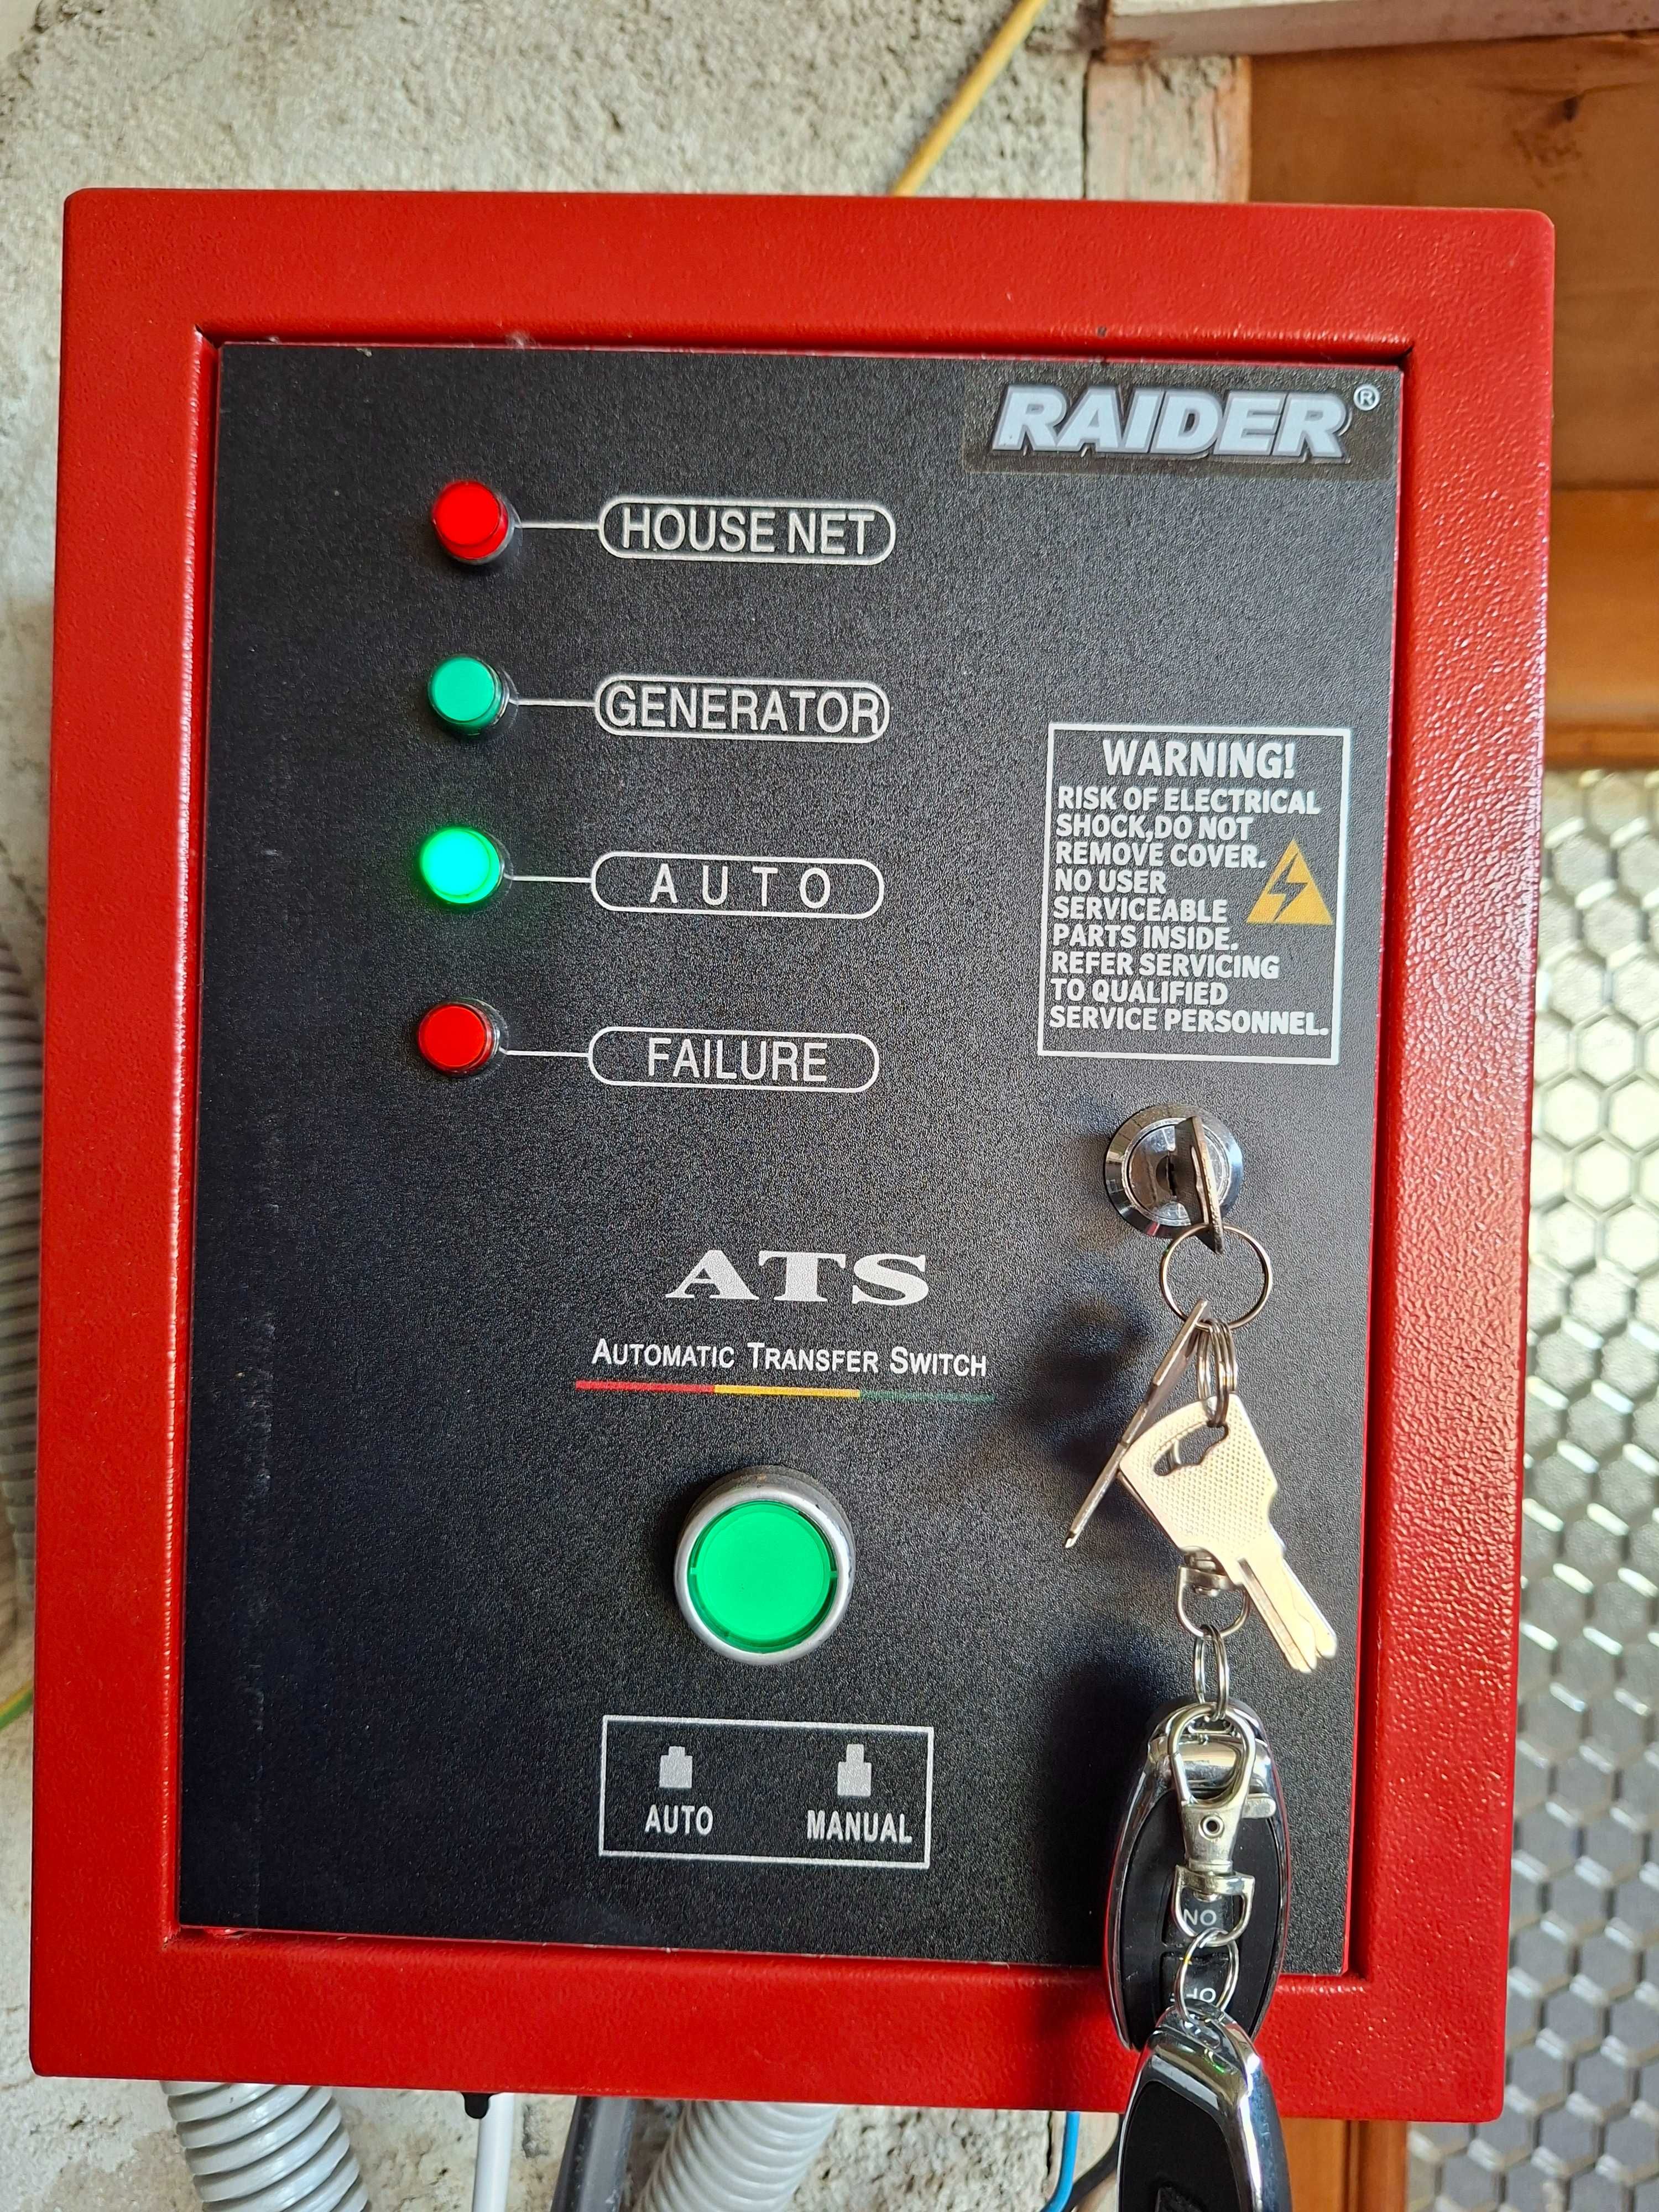 RAIDER®
HOUSE NET
GENERATOR
AUTO
FAILURE
WARNING!
RISK OF ELECTRICAL
SHOCK,DO NOT
REMOVE COVER.
NO USER
SERVICEABLE
PARTS INSIDE.
REFER SERVICING
TO QUALIFIED
SERVICE PERSONNEL.
ATS
AUTOMATIC TRANSFER SWITCH
AUTO
MANUAL